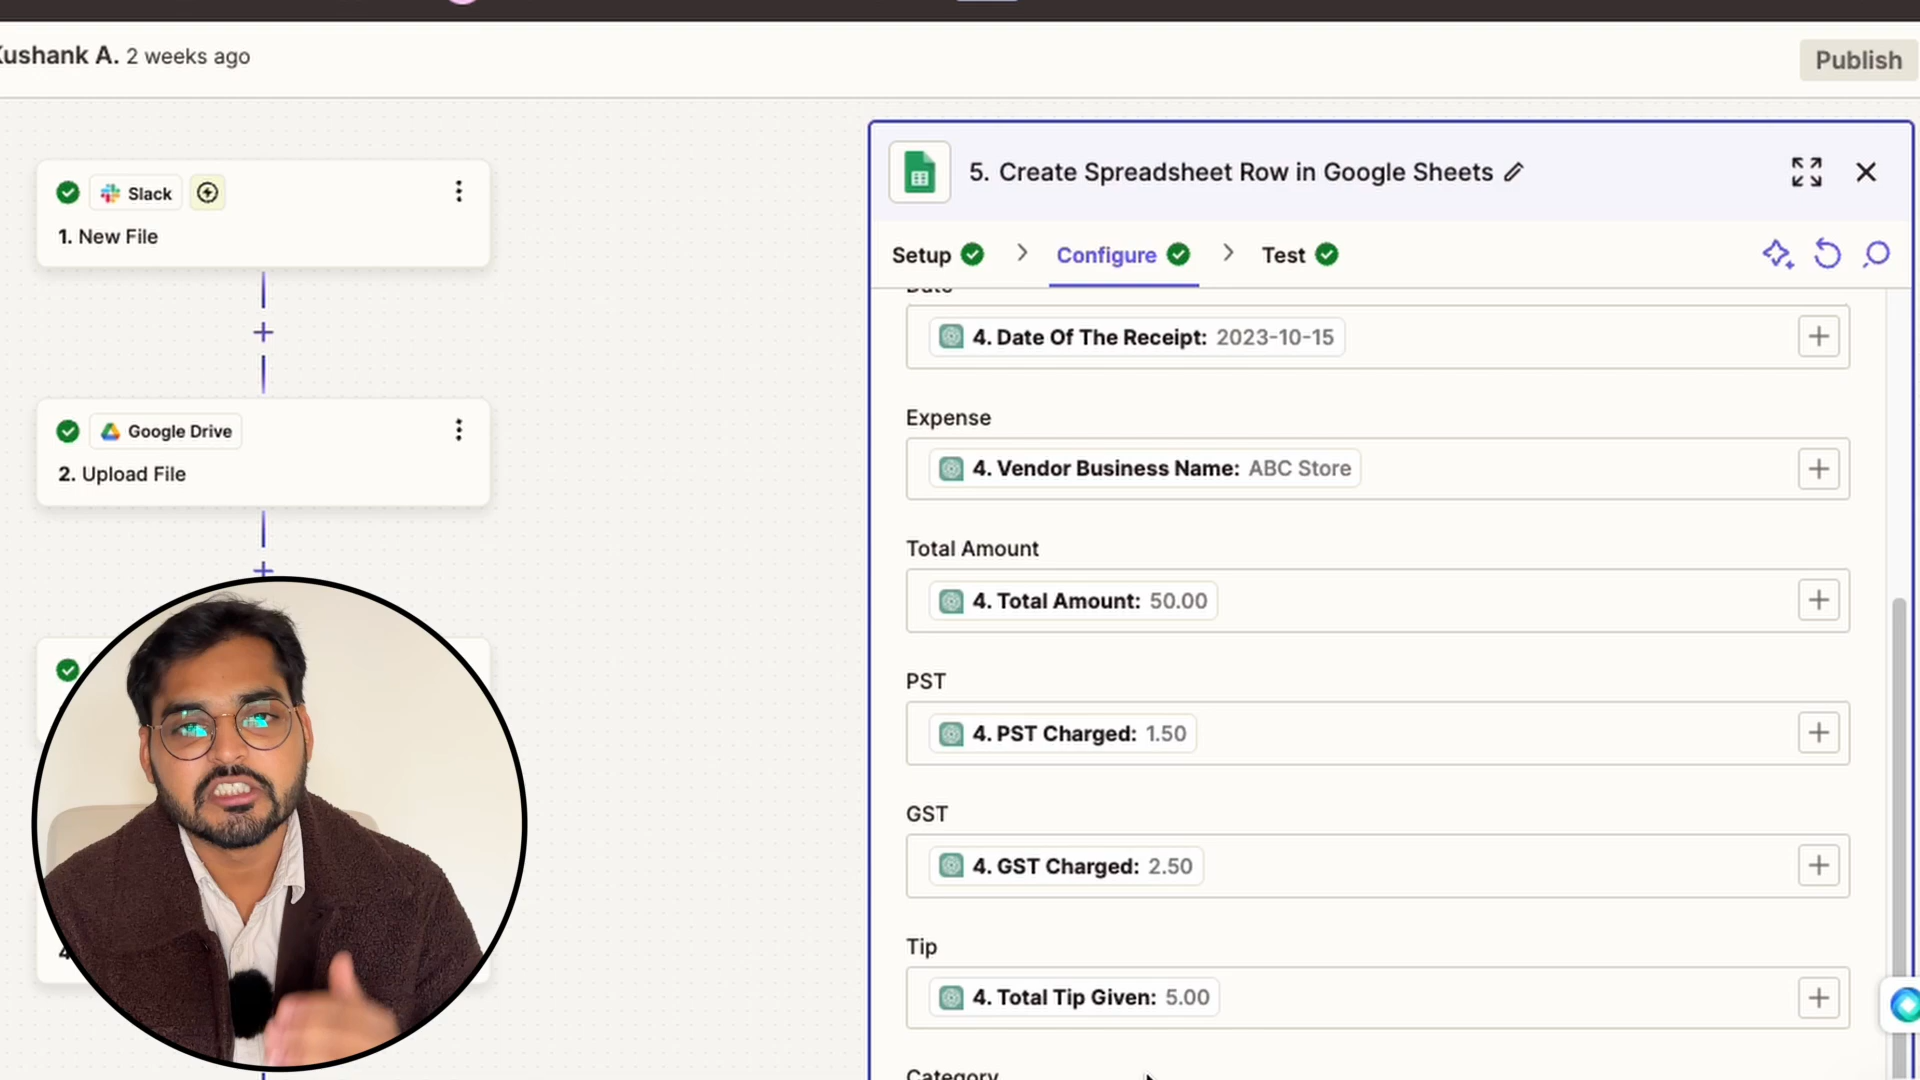 Kushank A. 2 weeks ago
Publish
Slack
1. New File
Google Drive
2. Upload File
5. Create Spreadsheet Row in Google Sheets
Setup
Configure
Test
Date
4. Date Of The Receipt: 2023-10-15
Expense
4. Vendor Business Name: ABC Store
Total Amount
4. Total Amount: 50.00
PST
4. PST Charged: 1.50
GST
4. GST Charged: 2.50
Tip
4. Total Tip Given: 5.00
Category